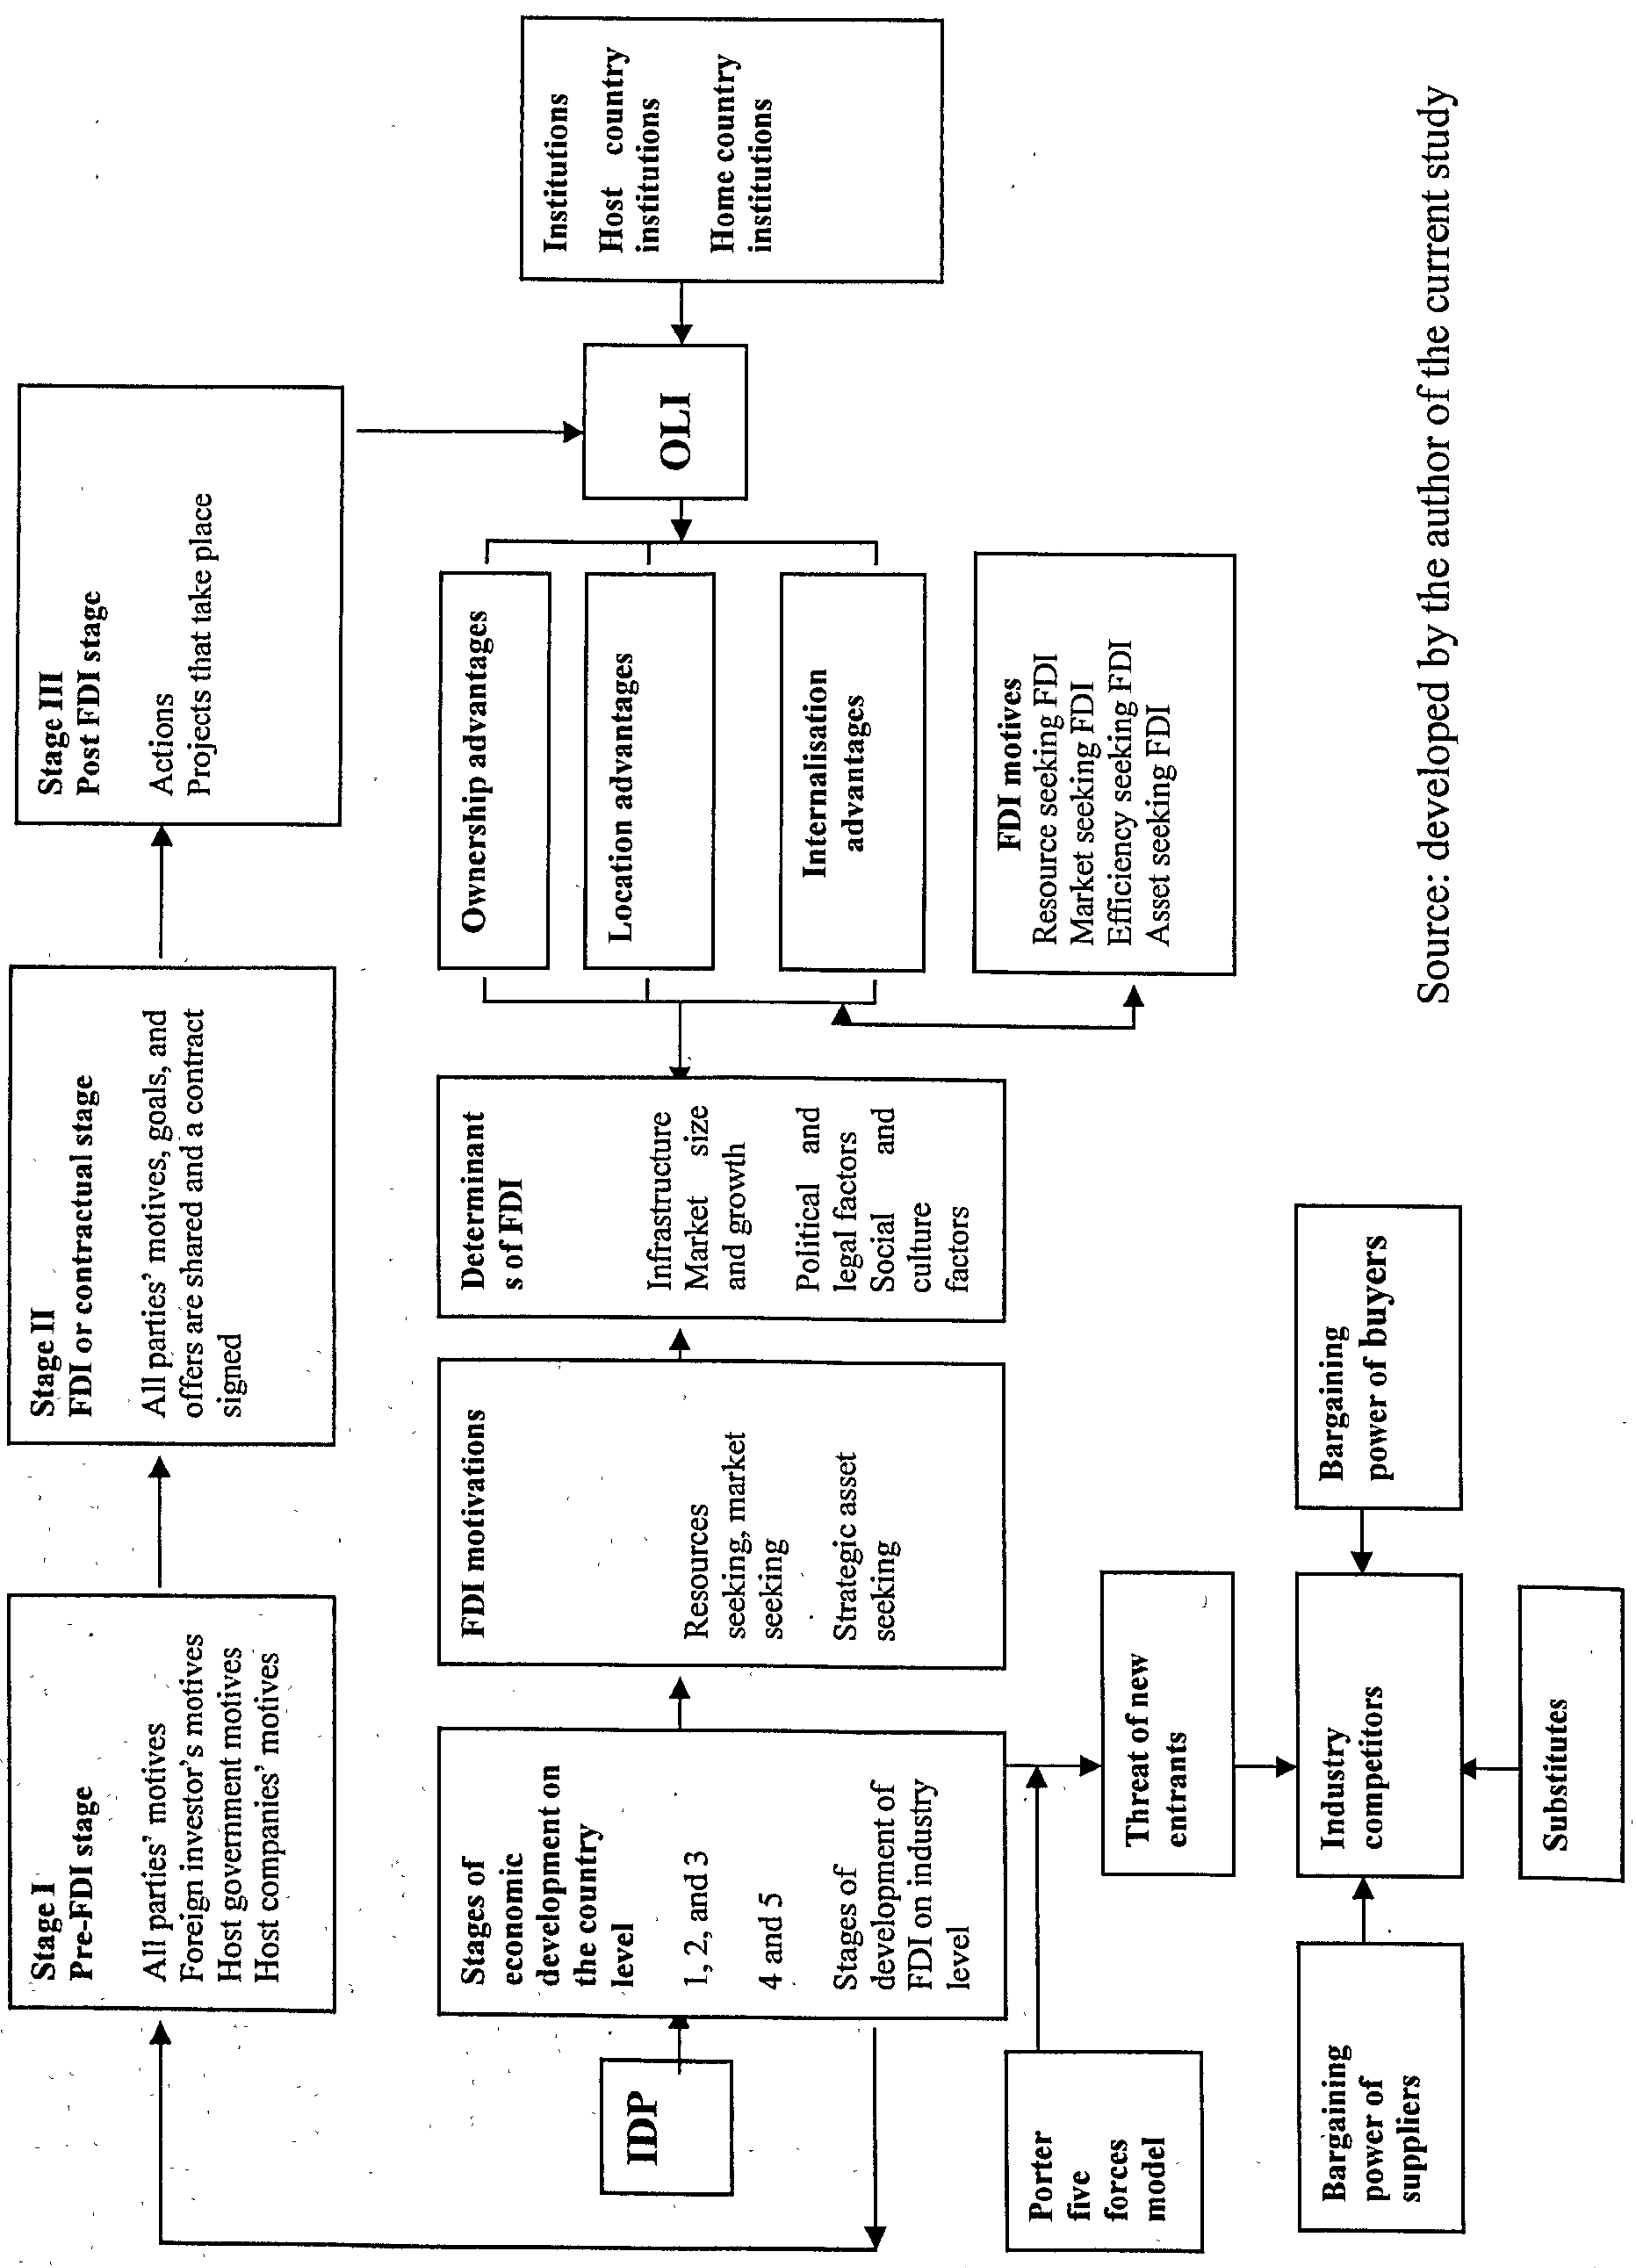 Stage I
Pre-FDI stage
All parties’ motives
Foreign investor’s motives
Host government motives
Host companies’ motives
Stage II
FDI or contractual stage
All parties’ motives, goals, and
offers are shared and a contract
signed
Stage III
Post FDI stage
Actions
Projects that take place
IDP
Stages of
economic
development on
the country
level
1, 2, and 3
4 and 5
Stages of
development of
FDI on industry
level
FDI motivations
Resources
seeking, market
seeking
Strategic asset
seeking
Determinant
s of FDI
Infrastructure
Market size
and growth
Political and
legal factors
Social and
culture
factors
Ownership advantages
Location advantages
Internalisation
advantages
OLI
Institutions
Host country
institutions
Home country
institutions
FDI motives
Resource seeking FDI
Market seeking FDI
Efficiency seeking FDI
Asset seeking FDI
Porter
five
forces
model
Threat of new
entrants
Bargaining
power of
suppliers
Industry
competitors
Bargaining
power of buyers
Substitutes
Source: developed by the author of the current study